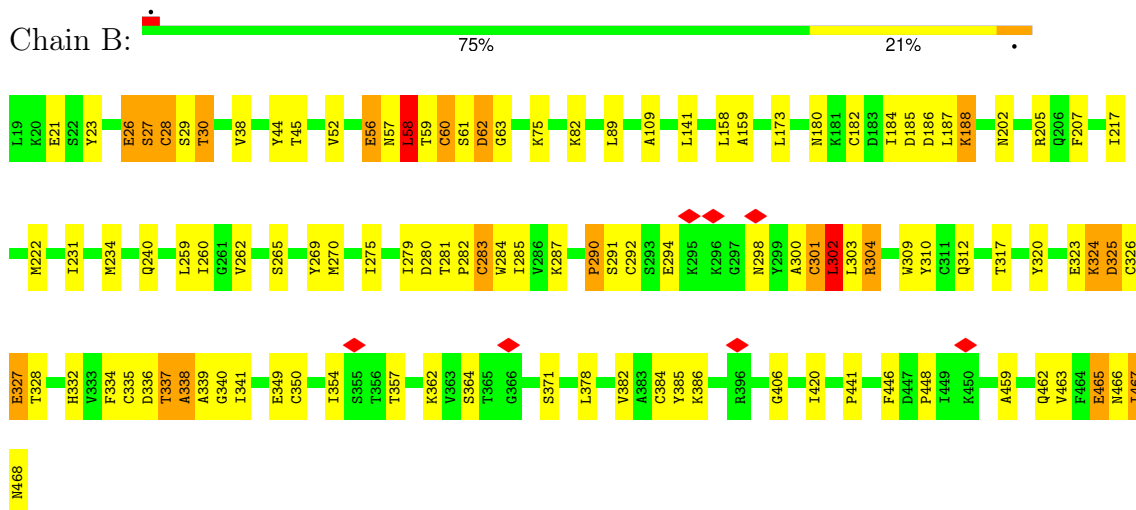 Chain B:
75% 21%
L19 K20 E21 S22 Y23 E26 S27 C28 S29 T30 V38 Y44 T45 V52 E56 N57 L58 T59 C60 S61 D62 G63 K75 K82 L89 A109 L141 L158 A159 L173 N180 K181 C182 D183 I184 D185 D186 L187 K188 N202 R205 Q206 F207 I217
M222 I231 M234 Q240 L259 I260 G261 V262 S265 Y269 M270 I275 I279 D280 T281 P282 C283 W284 I285 V286 K287 P290 S291 C292 S293 E294 K295 K296 G297 N298 Y299 A300 C301 L302 L303 R304 W309 Y310 C311 Q312 T317 Y320 E323 K324 D325 C326
E327 T328 H332 V333 F334 C335 D336 T337 A338 A339 G340 I341 E349 C350 I354 S355 T356 T357 K362 V363 S364 T365 G366 S371 L378 V382 A383 C384 Y385 K386 R396 G406 I420 P441 F446 D447 P448 I449 K450 A459 Q462 V463 F464 E465 N466 I467
N468